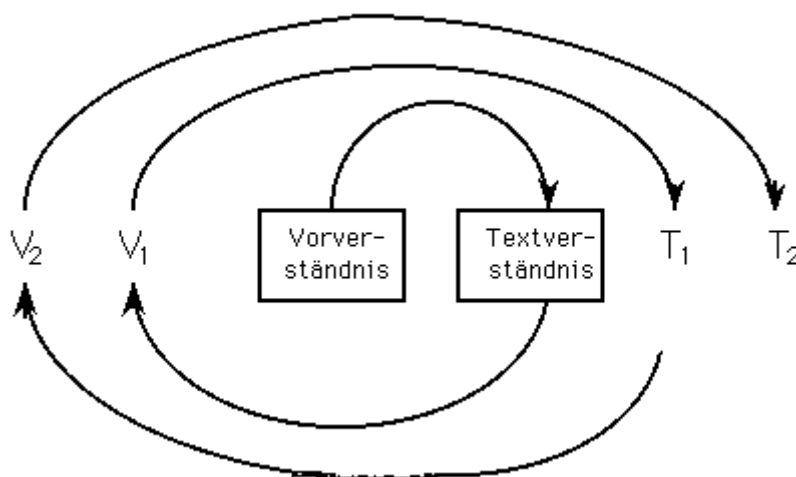 V₂
V₁
Vorver-
ständnis
Textver-
ständnis
T₁
T₂